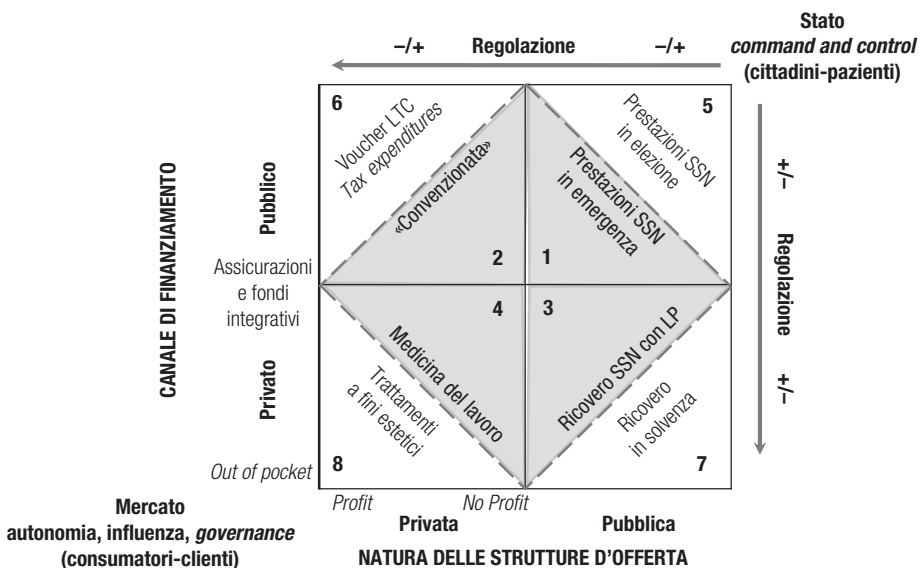 Stato
command and control
(cittadini-pazienti)
–/+ Regolazione –/+
6
Voucher LTC
Tax expenditures
5
Prestazioni SSN
in elezione
«Convenzionata»
Prestazioni SSN
in emergenza
2
1
4
3
Medicina del lavoro
Trattamenti
a fini estetici
Ricovero SSN con LP
Ricovero
in solvenza
8
7
+/–
Regolazione
+/–
CANALE DI FINANZIAMENTO
Pubblico
Assicurazioni
e fondi
integrativi
Privato
Out of pocket
Profit No Profit
Privata Pubblica
NATURA DELLE STRUTTURE D'OFFERTA
Mercato
autonomia, influenza, governance
(consumatori-clienti)